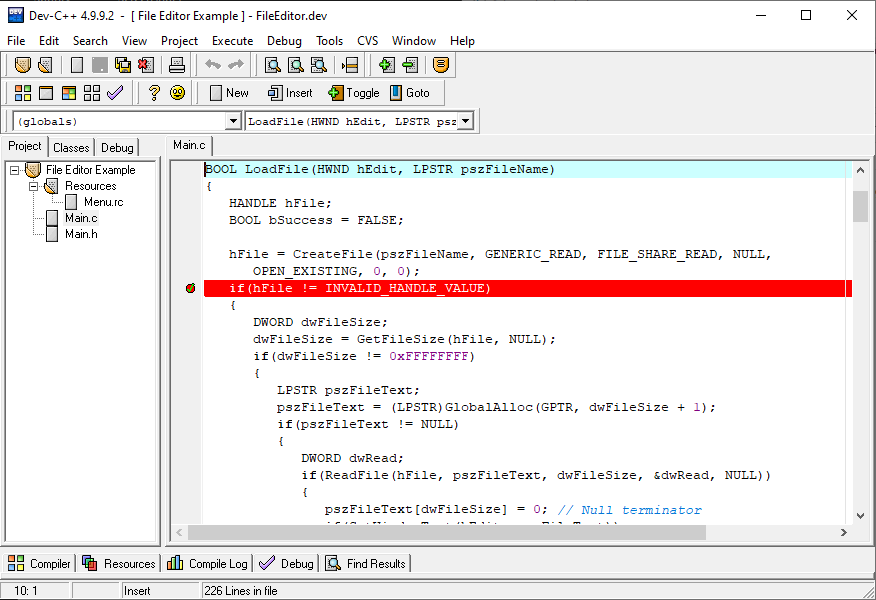 Dev-C++ 4.9.9.2 - [ File Editor Example ] - FileEditor.dev
File Edit Search View Project Execute Debug Tools CVS Window Help
New Insert Toggle Goto
(globals) LoadFile(HWND hEdit, LPSTR psz
Project Classes Debug Main.c
File Editor Example
Resources
Menu.rc
Main.c
Main.h
BOOL LoadFile(HWND hEdit, LPSTR pszFileName)
{
HANDLE hFile;
BOOL bSuccess = FALSE;
hFile = CreateFile(pszFileName, GENERIC_READ, FILE_SHARE_READ, NULL,
OPEN_EXISTING, 0, 0);
if(hFile != INVALID_HANDLE_VALUE)
{
DWORD dwFileSize;
dwFileSize = GetFileSize(hFile, NULL);
if(dwFileSize != 0xFFFFFFFF)
{
LPSTR pszFileText;
pszFileText = (LPSTR)GlobalAlloc(GPTR, dwFileSize + 1);
if(pszFileText != NULL)
{
DWORD dwRead;
if(ReadFile(hFile, pszFileText, dwFileSize, &dwRead, NULL))
{
pszFileText[dwFileSize] = 0; // Null terminator
Compiler Resources Compile Log Debug Find Results
10: 1 Insert 226 Lines in file